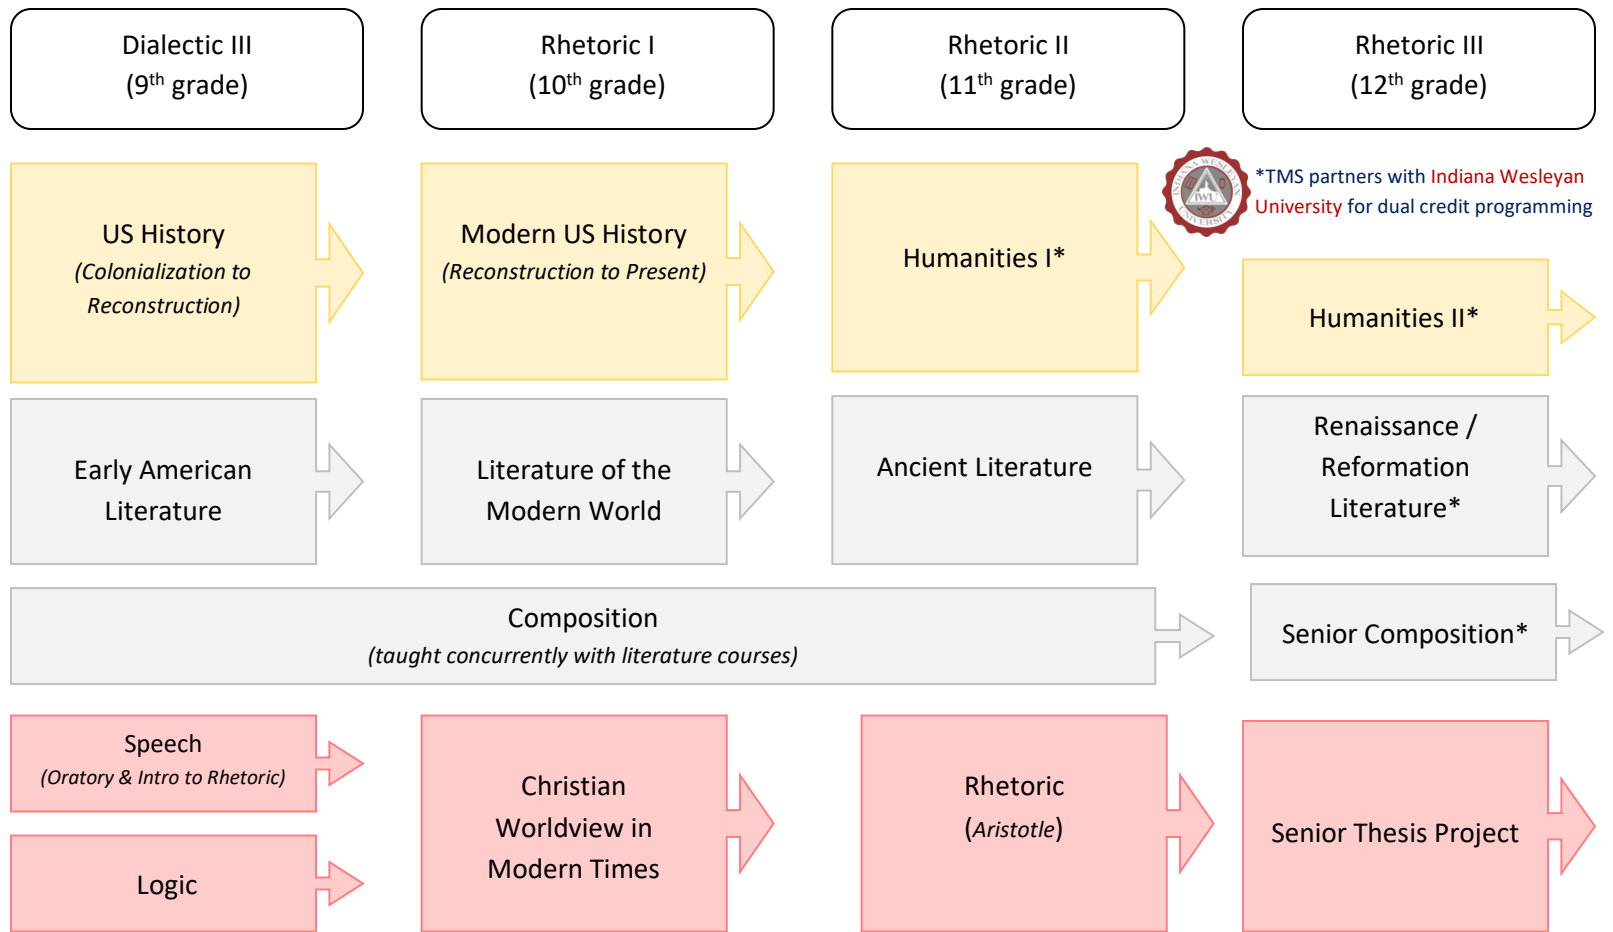 Dialectic III
(9th grade)
Rhetoric I
(10th grade)
Rhetoric II
(11th grade)
Rhetoric III
(12th grade)
INDIANA WESLEYAN
IWU
UNIVERSITY
*TMS partners with Indiana Wesleyan
University for dual credit programming
US History
(Colonialization to
Reconstruction)
Modern US History
(Reconstruction to Present)
Humanities I*
Humanities II*
Early American
Literature
Literature of the
Modern World
Ancient Literature
Renaissance /
Reformation
Literature*
Composition
(taught concurrently with literature courses)
Senior Composition*
Speech
(Oratory & Intro to Rhetoric)
Logic
Christian
Worldview in
Modern Times
Rhetoric
(Aristotle)
Senior Thesis Project